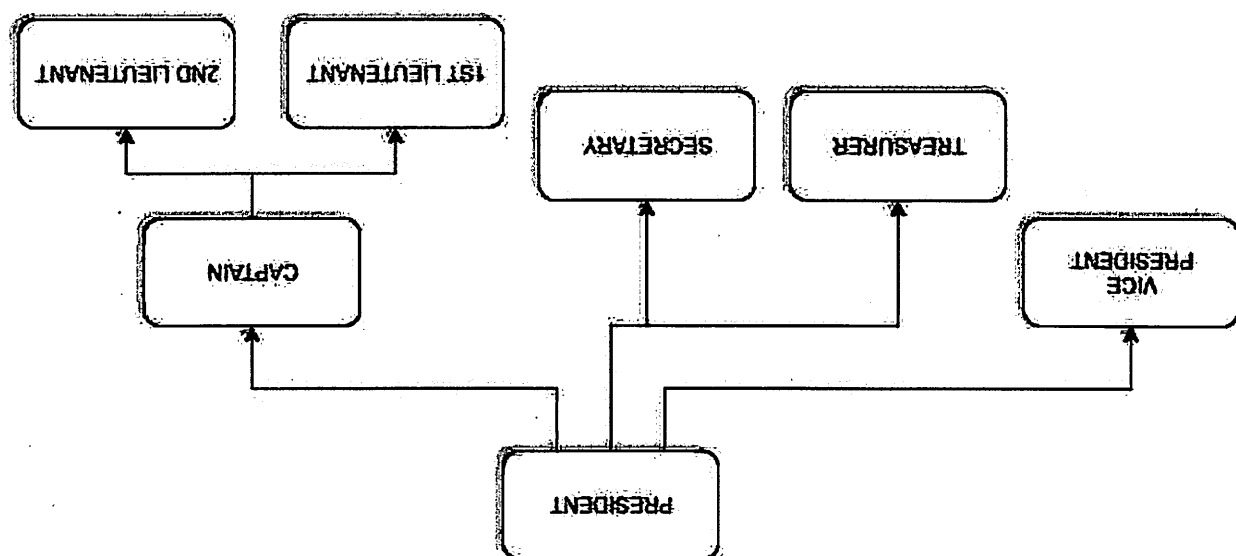 PRESIDENT
VICE
PRESIDENT
TREASURER
SECRETARY
CAPTAIN
1ST LIEUTENANT
2ND LIEUTENANT